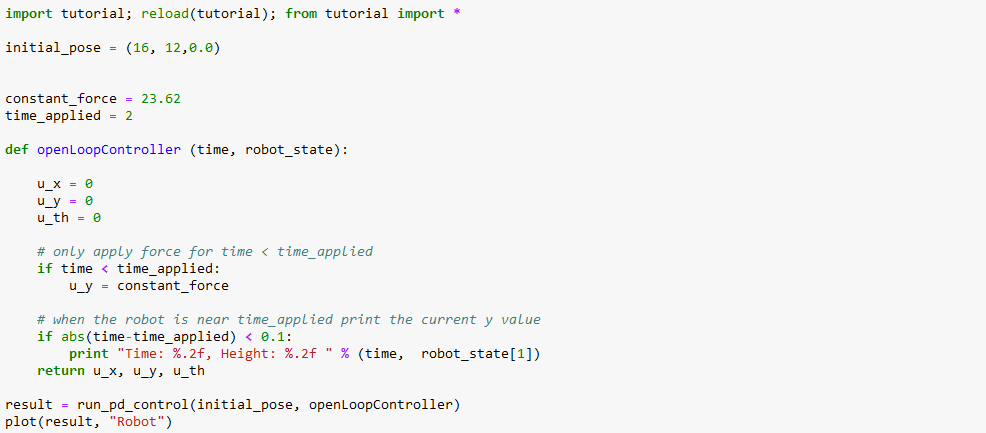 import tutorial; reload(tutorial); from tutorial import *
initial_pose = (16, 12,0.0)
constant_force = 23.62
time_applied = 2
def openLoopController (time, robot_state):
u_x = 0
u_y = 0
u_th = 0
# only apply force for time < time_applied
if time < time_applied:
u_y = constant_force
# when the robot is near time_applied print the current y value
if abs(time-time_applied) < 0.1:
print "Time: %.2f, Height: %.2f " % (time,  robot_state[1])
return u_x, u_y, u_th
result = run_pd_control(initial_pose, openLoopController)
plot(result, "Robot")